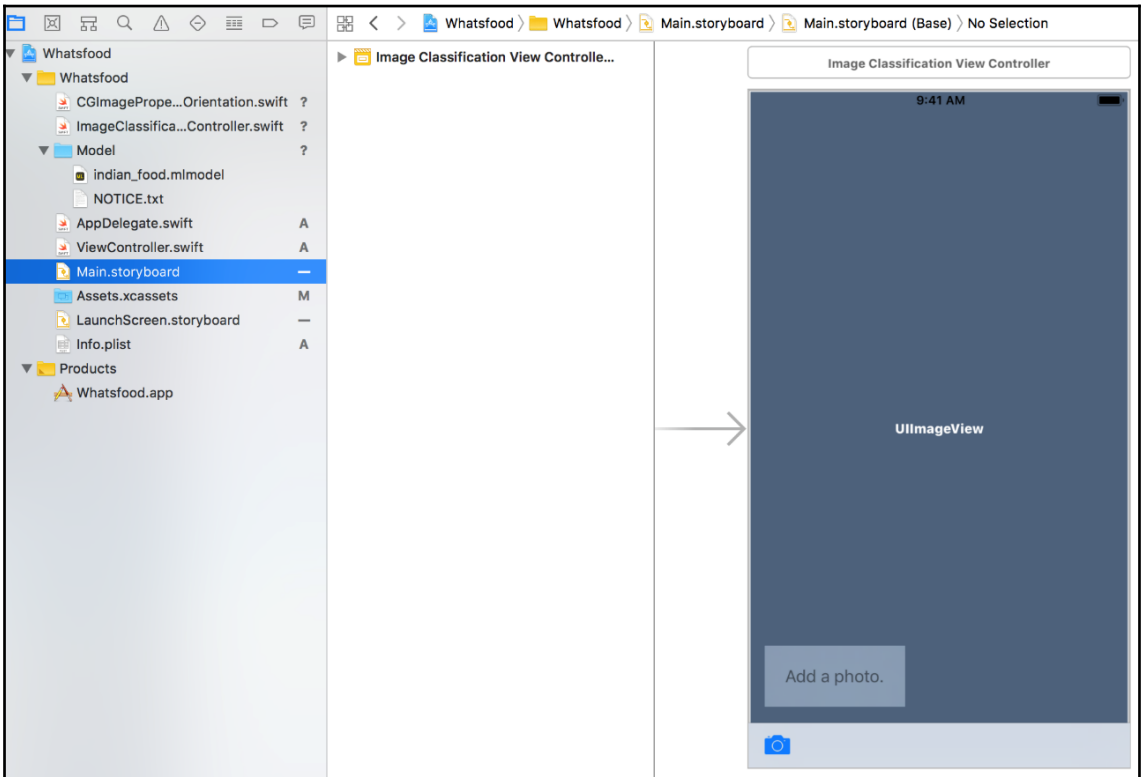 Whatsfood 〉 Whatsfood 〉 Main.storyboard 〉 Main.storyboard (Base) 〉 No Selection
Whatsfood
Whatsfood
CGImagePrope...Orientation.swift ?
ImageClassifica...Controller.swift ?
Model ?
indian_food.mlmodel
NOTICE.txt
AppDelegate.swift A
ViewController.swift A
Main.storyboard —
Assets.xcassets M
LaunchScreen.storyboard —
Info.plist A
Products
Whatsfood.app
Image Classification View Controlle...
Image Classification View Controller
9:41 AM
UIImageView
Add a photo.